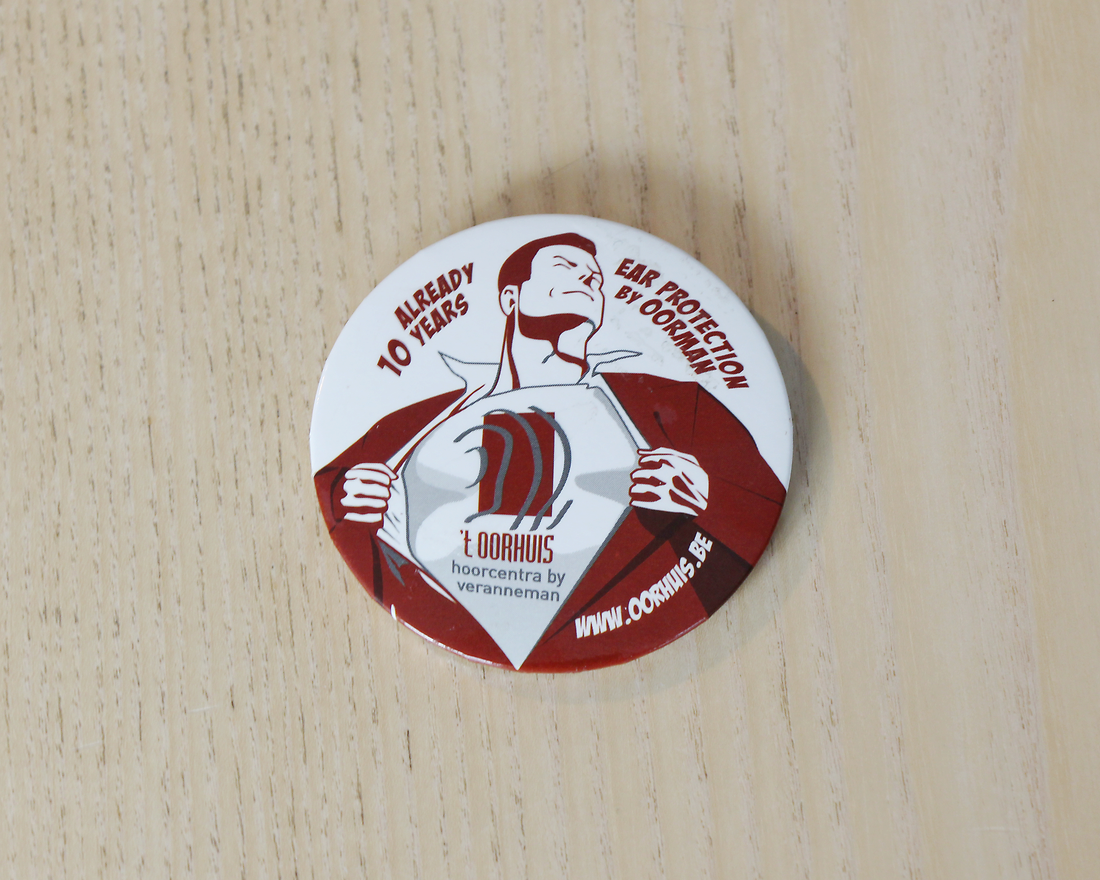 ALREADY
10 YEARS
EAR PROTECTION
BY OORMAN
't OORHUIS
hoorcentra by
veranneman
WWW.OORHUIS.BE